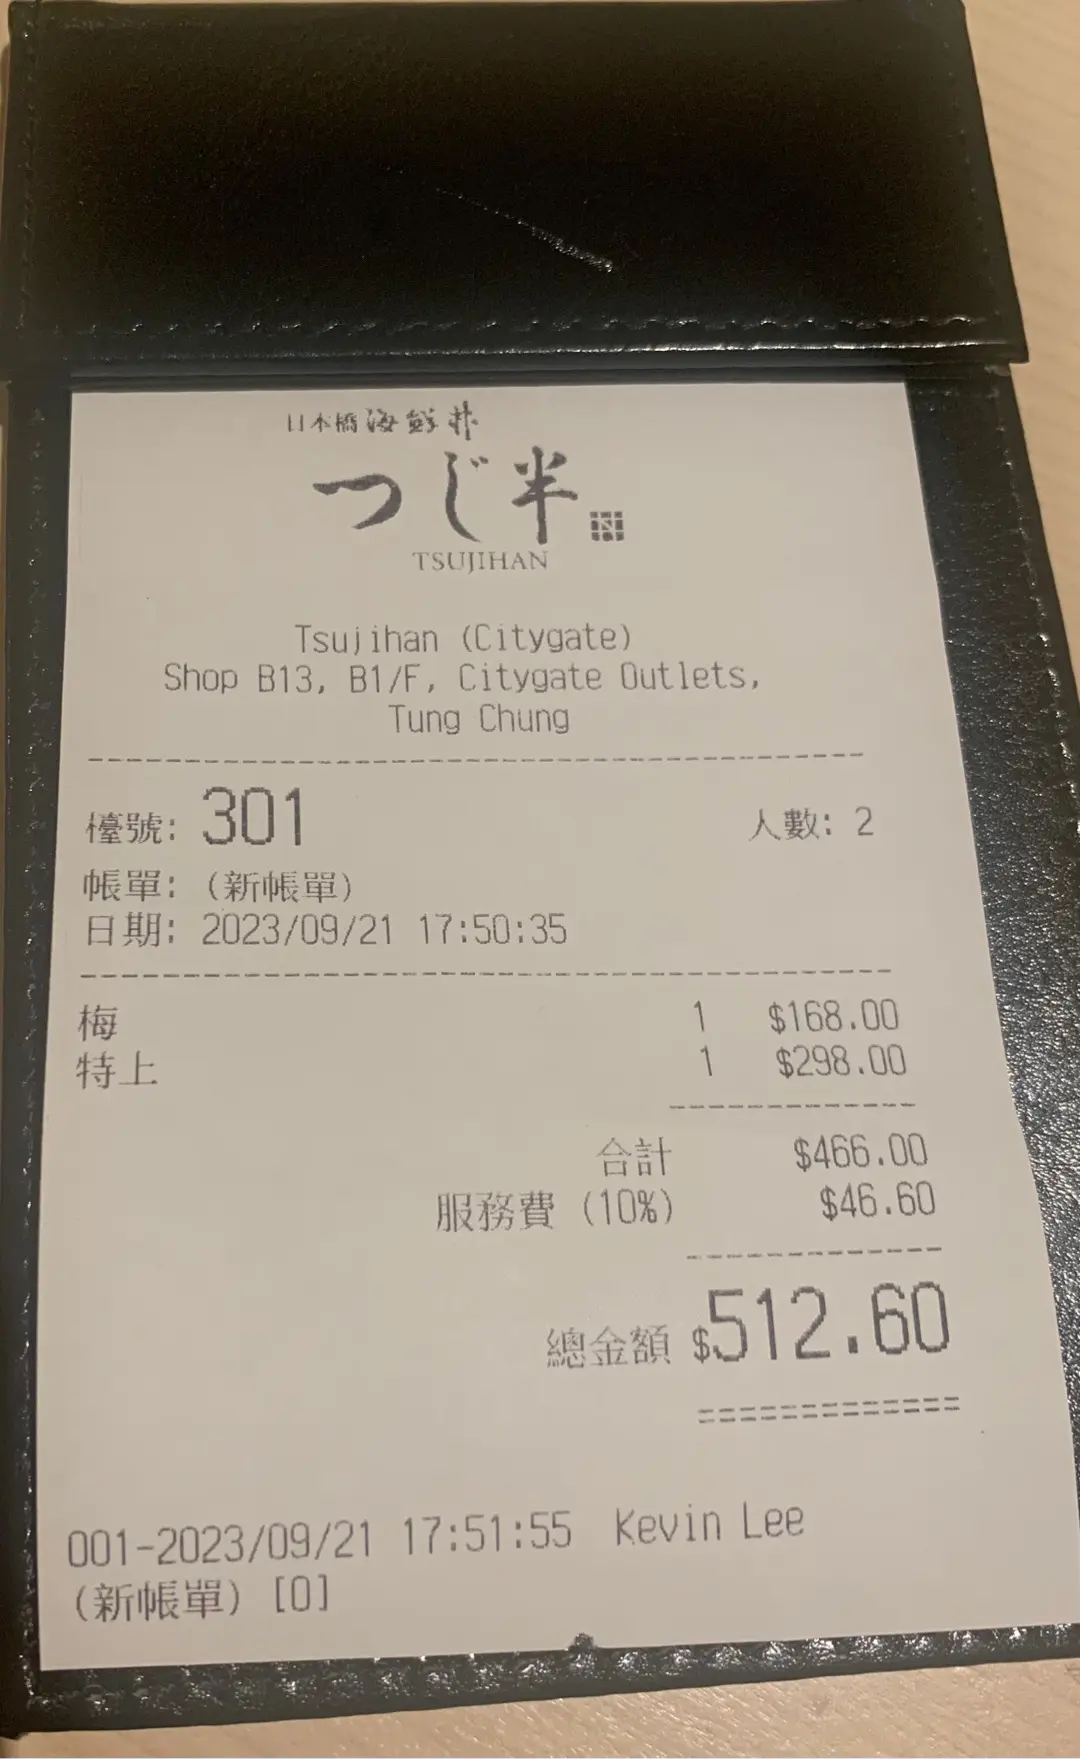 日本橋海鮮丼
つじ半
TSUJIHAN
Tsujihan (Citygate)
Shop B13, B1/F, Citygate Outlets,
Tung Chung
檯號: 301 人數: 2
帳單: (新帳單)
日期: 2023/09/21 17:50:35
梅 1 $168.00
特上 1 $298.00
合計 $466.00
服務費 (10%) $46.60
總金額 $512.60
001-2023/09/21 17:51:55 Kevin Lee
(新帳單) [0]